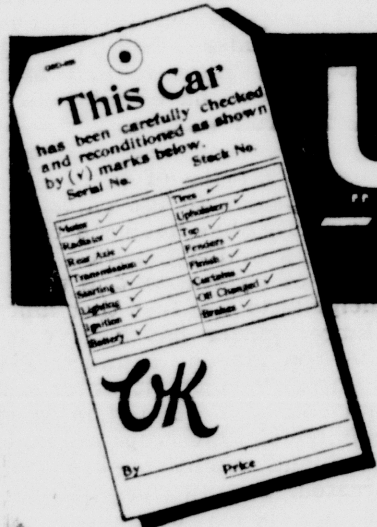 This Car
has been carefully checked
and reconditioned as shown
by (√) marks below.
Serial No. Stock No.
Motor ✓ Tires ✓
Radiator ✓ Upholstery ✓
Rear Axle ✓ Top ✓
Transmission ✓ Fenders ✓
Starting ✓ Finish ✓
Lighting ✓ Curtains ✓
Ignition ✓ Oil Changed ✓
Battery ✓ Brakes ✓
OK
By Price